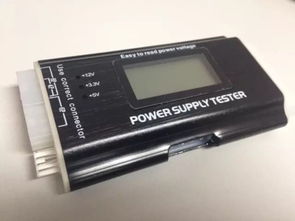 Easy to read power voltage
+12V
+3.3V
+5V
Use correct connector
POWER SUPPLY TESTER